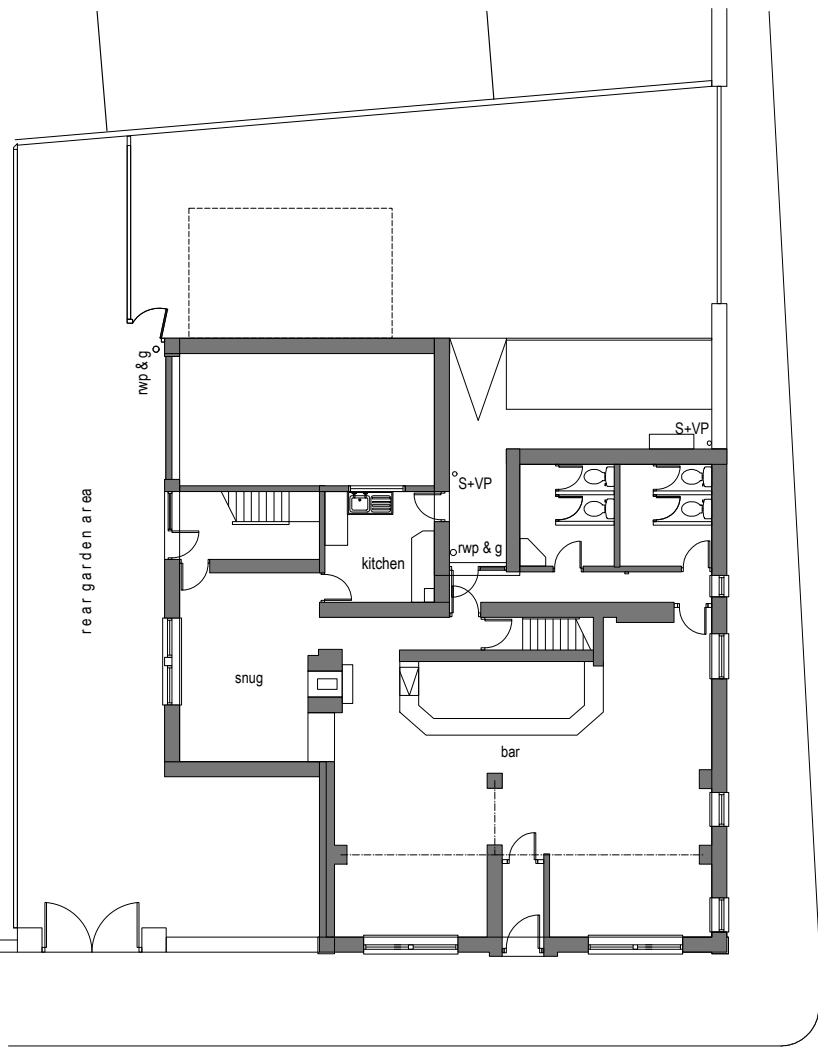 rwp & g
S+VP
S+VP
rwp & g
kitchen
rear garden area
snug
bar